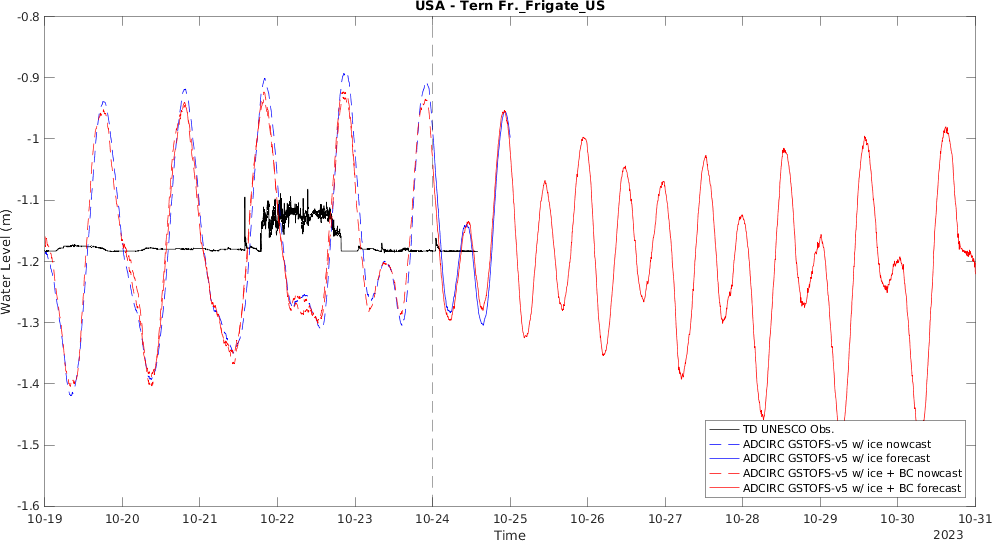 USA - Tern Fr._Frigate_US
Water Level (m)
-0.8
-0.9
-1
-1.1
-1.2
-1.3
-1.4
-1.5
-1.6
TD UNESCO Obs.
ADCIRC GSTOFS-v5 w/ ice nowcast
ADCIRC GSTOFS-v5 w/ ice forecast
ADCIRC GSTOFS-v5 w/ ice + BC nowcast
ADCIRC GSTOFS-v5 w/ ice + BC forecast
10-19 10-20 10-21 10-22 10-23 10-24 10-25 10-26 10-27 10-28 10-29 10-30 10-31
Time
2023